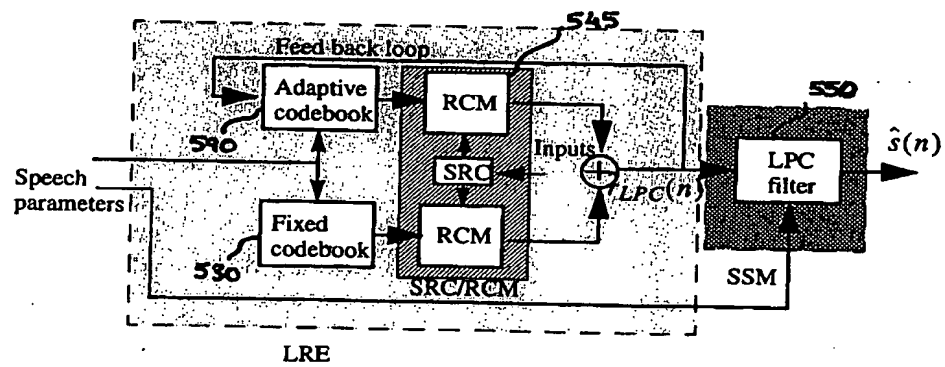 545
Feed back loop
550
Adaptive
codebook
RCM
590
Inputs
LPC
filter
ŝ(n)
SRC
Speech
parameters
r_LPC(n)
Fixed
codebook
RCM
530
SRC/RCM
SSM
LRE